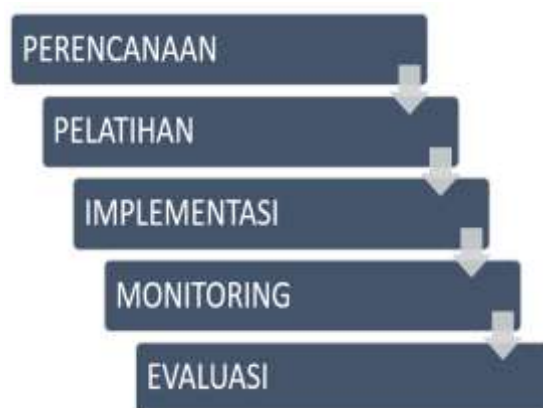 PERENCANAAN
PELATIHAN
IMPLEMENTASI
MONITORING
EVALUASI